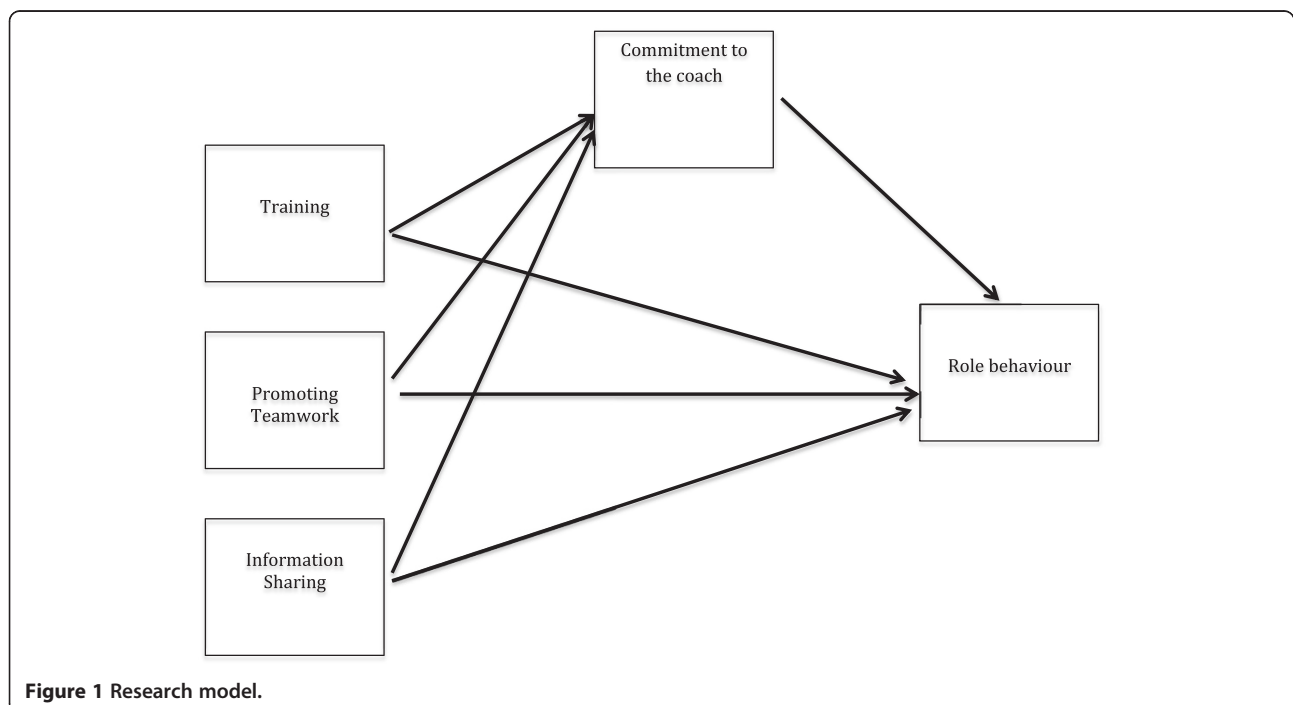 Commitment to
the coach
Training
Promoting
Teamwork
Role behaviour
Information
Sharing
Figure 1 Research model.